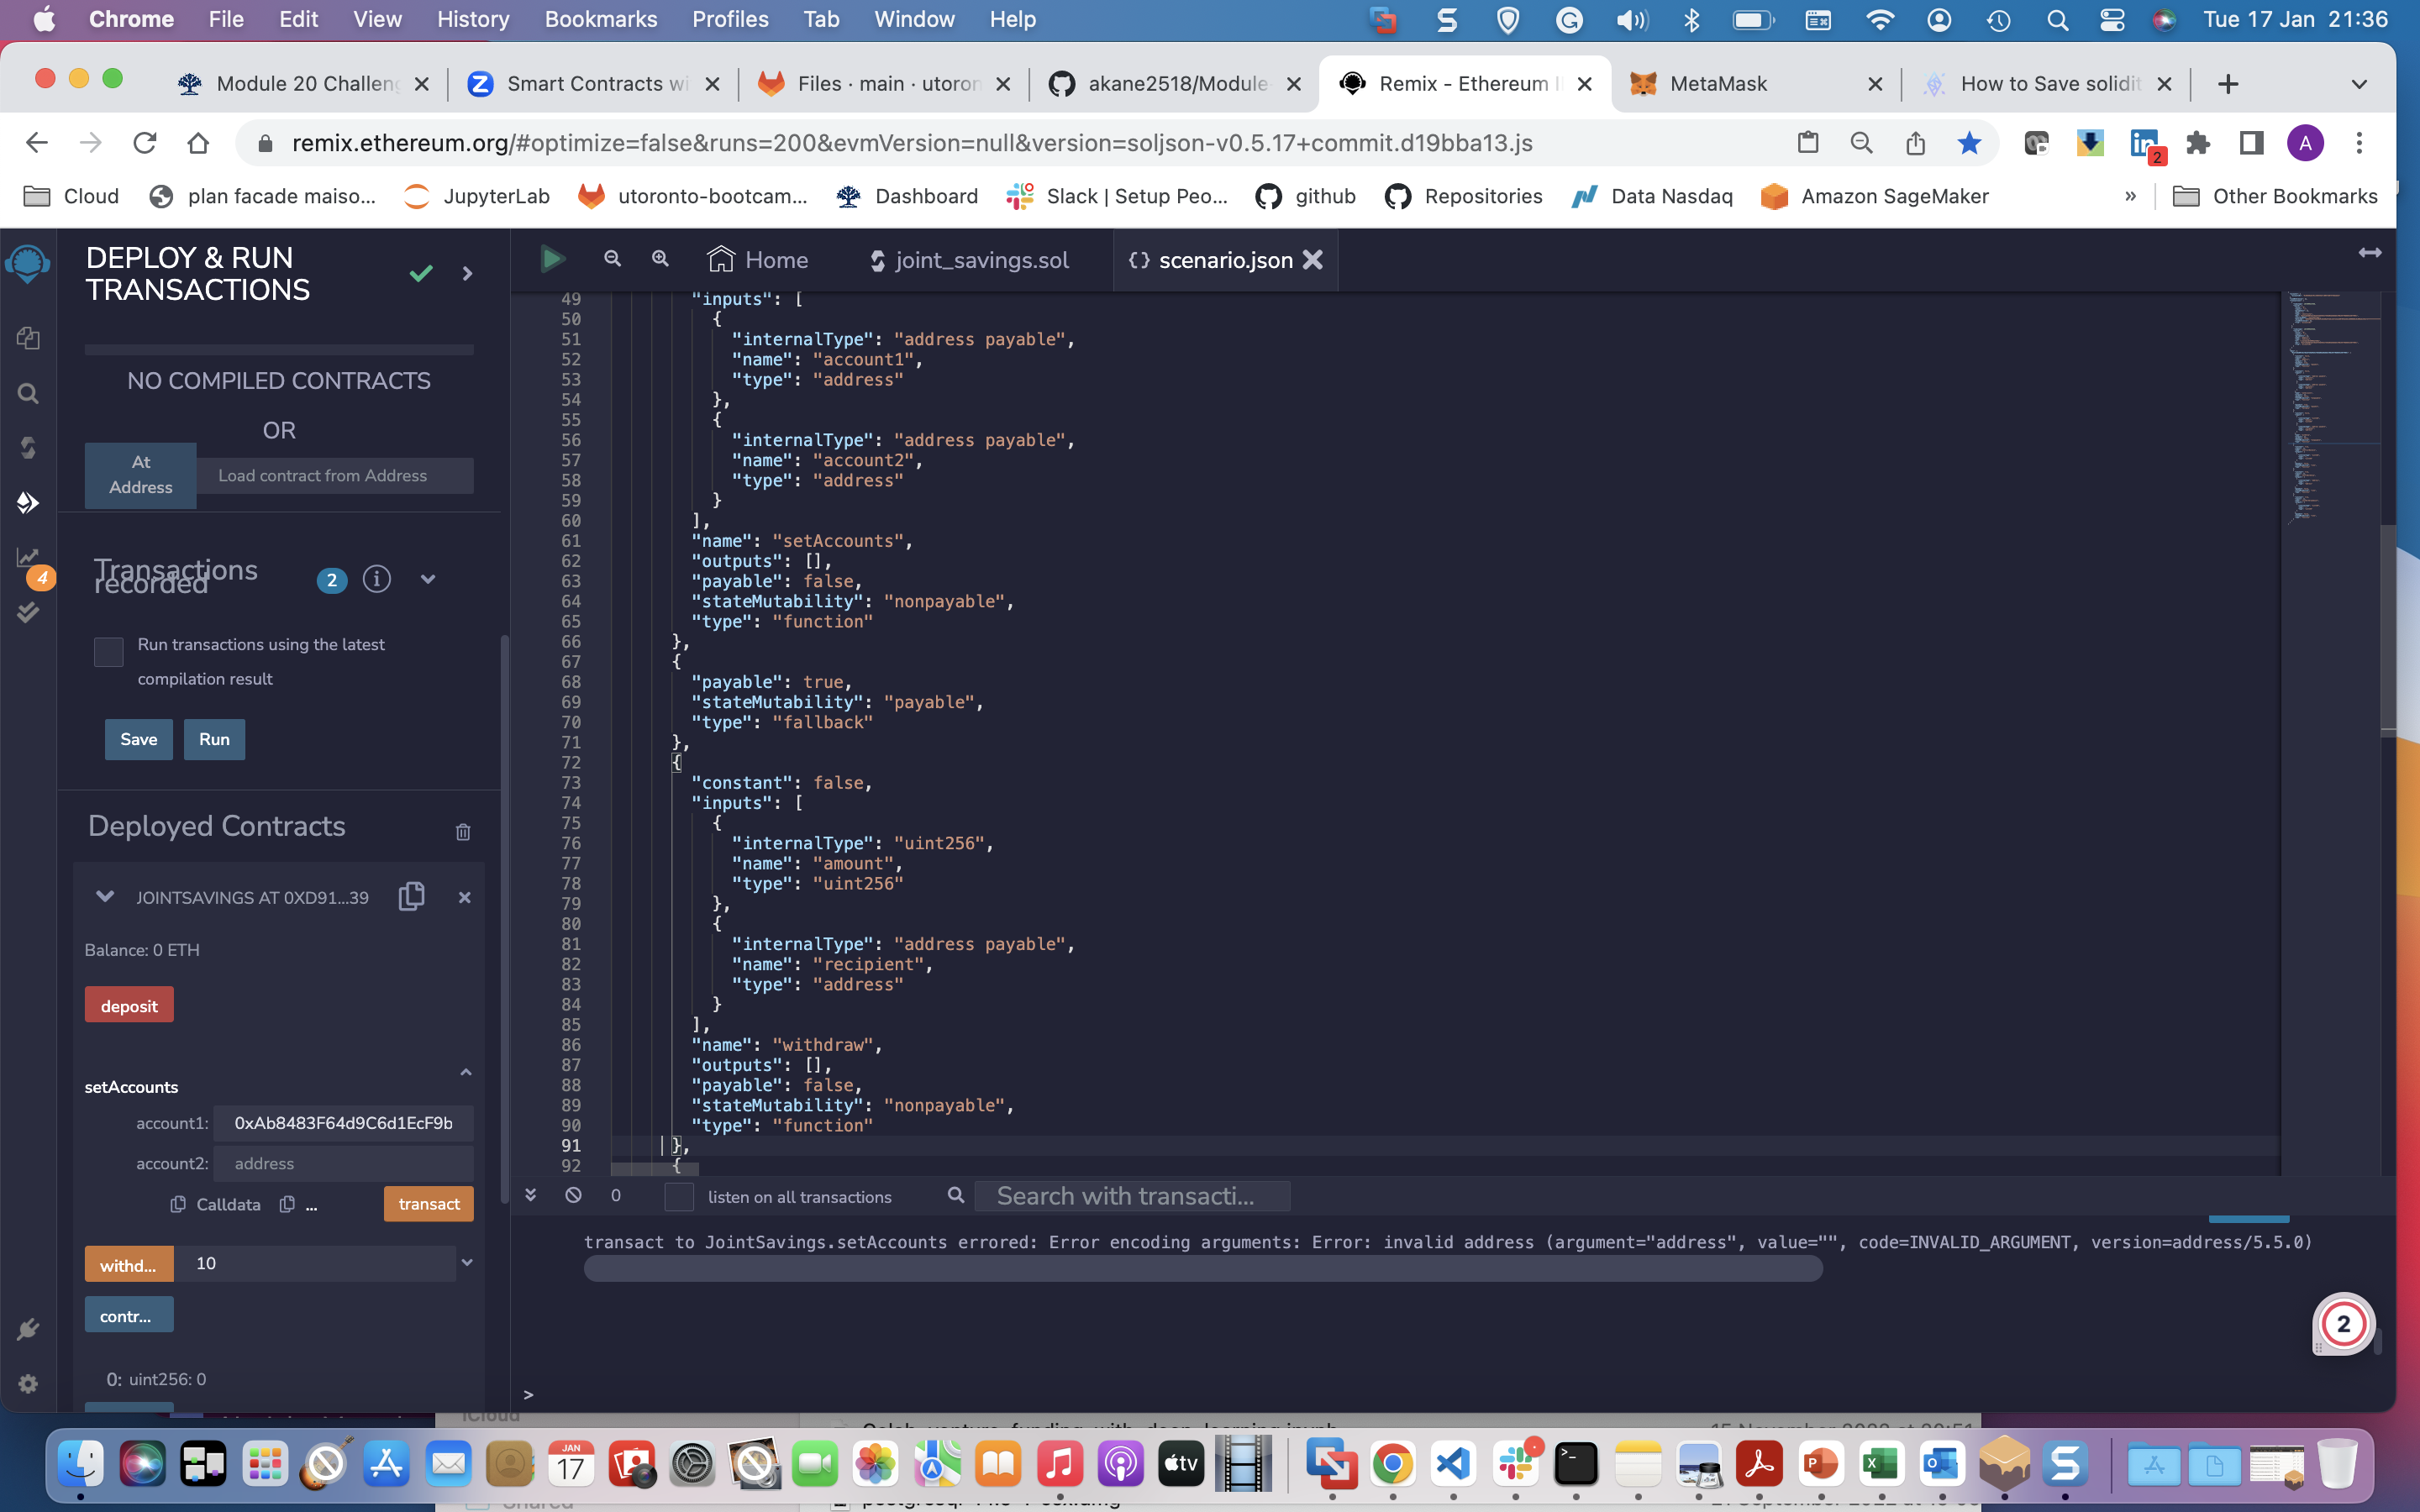 Chrome File Edit View History Bookmarks Profiles Tab Window Help Tue 17 Jan 21:36
Module 20 Challeng Smart Contracts wi Files · main · utoron akane2518/Module- Remix - Ethereum I MetaMask How to Save solidit
remix.ethereum.org/#optimize=false&runs=200&evmVersion=null&version=soljson-v0.5.17+commit.d19bba13.js
A
2
Cloud plan facade maiso... JupyterLab utoronto-bootcam... Dashboard Slack | Setup Peo... github Repositories Data Nasdaq Amazon SageMaker » Other Bookmarks
DEPLOY & RUN
TRANSACTIONS
NO COMPILED CONTRACTS
OR
At
Address
Load contract from Address
Transactions
recorded
2
4
Run transactions using the latest
compilation result
Save Run
Deployed Contracts
JOINTSAVINGS AT 0XD91...39
Balance: 0 ETH
deposit
setAccounts
account1: 0xAb8483F64d9C6d1EcF9b
account2: address
Calldata ...
transact
withd... 10
contr...
0: uint256: 0
Home joint_savings.sol {} scenario.json
49 "inputs": [
50 {
51 "internalType": "address payable",
52 "name": "account1",
53 "type": "address"
54 },
55 {
56 "internalType": "address payable",
57 "name": "account2",
58 "type": "address"
59 }
60 ],
61 "name": "setAccounts",
62 "outputs": [],
63 "payable": false,
64 "stateMutability": "nonpayable",
65 "type": "function"
66 },
67 {
68 "payable": true,
69 "stateMutability": "payable",
70 "type": "fallback"
71 },
72 {
73 "constant": false,
74 "inputs": [
75 {
76 "internalType": "uint256",
77 "name": "amount",
78 "type": "uint256"
79 },
80 {
81 "internalType": "address payable",
82 "name": "recipient",
83 "type": "address"
84 }
85 ],
86 "name": "withdraw",
87 "outputs": [],
88 "payable": false,
89 "stateMutability": "nonpayable",
90 "type": "function"
91 },
92 {
0 listen on all transactions Search with transacti...
transact to JointSavings.setAccounts errored: Error encoding arguments: Error: invalid address (argument="address", value="", code=INVALID_ARGUMENT, version=address/5.5.0)
2
>
JAN
17
tv